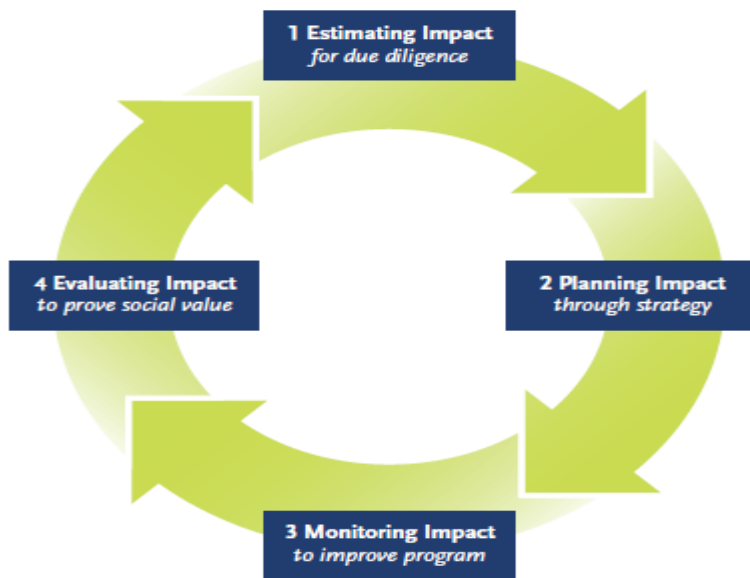 1 Estimating Impact
for due diligence
2 Planning Impact
through strategy
3 Monitoring Impact
to improve program
4 Evaluating Impact
to prove social value